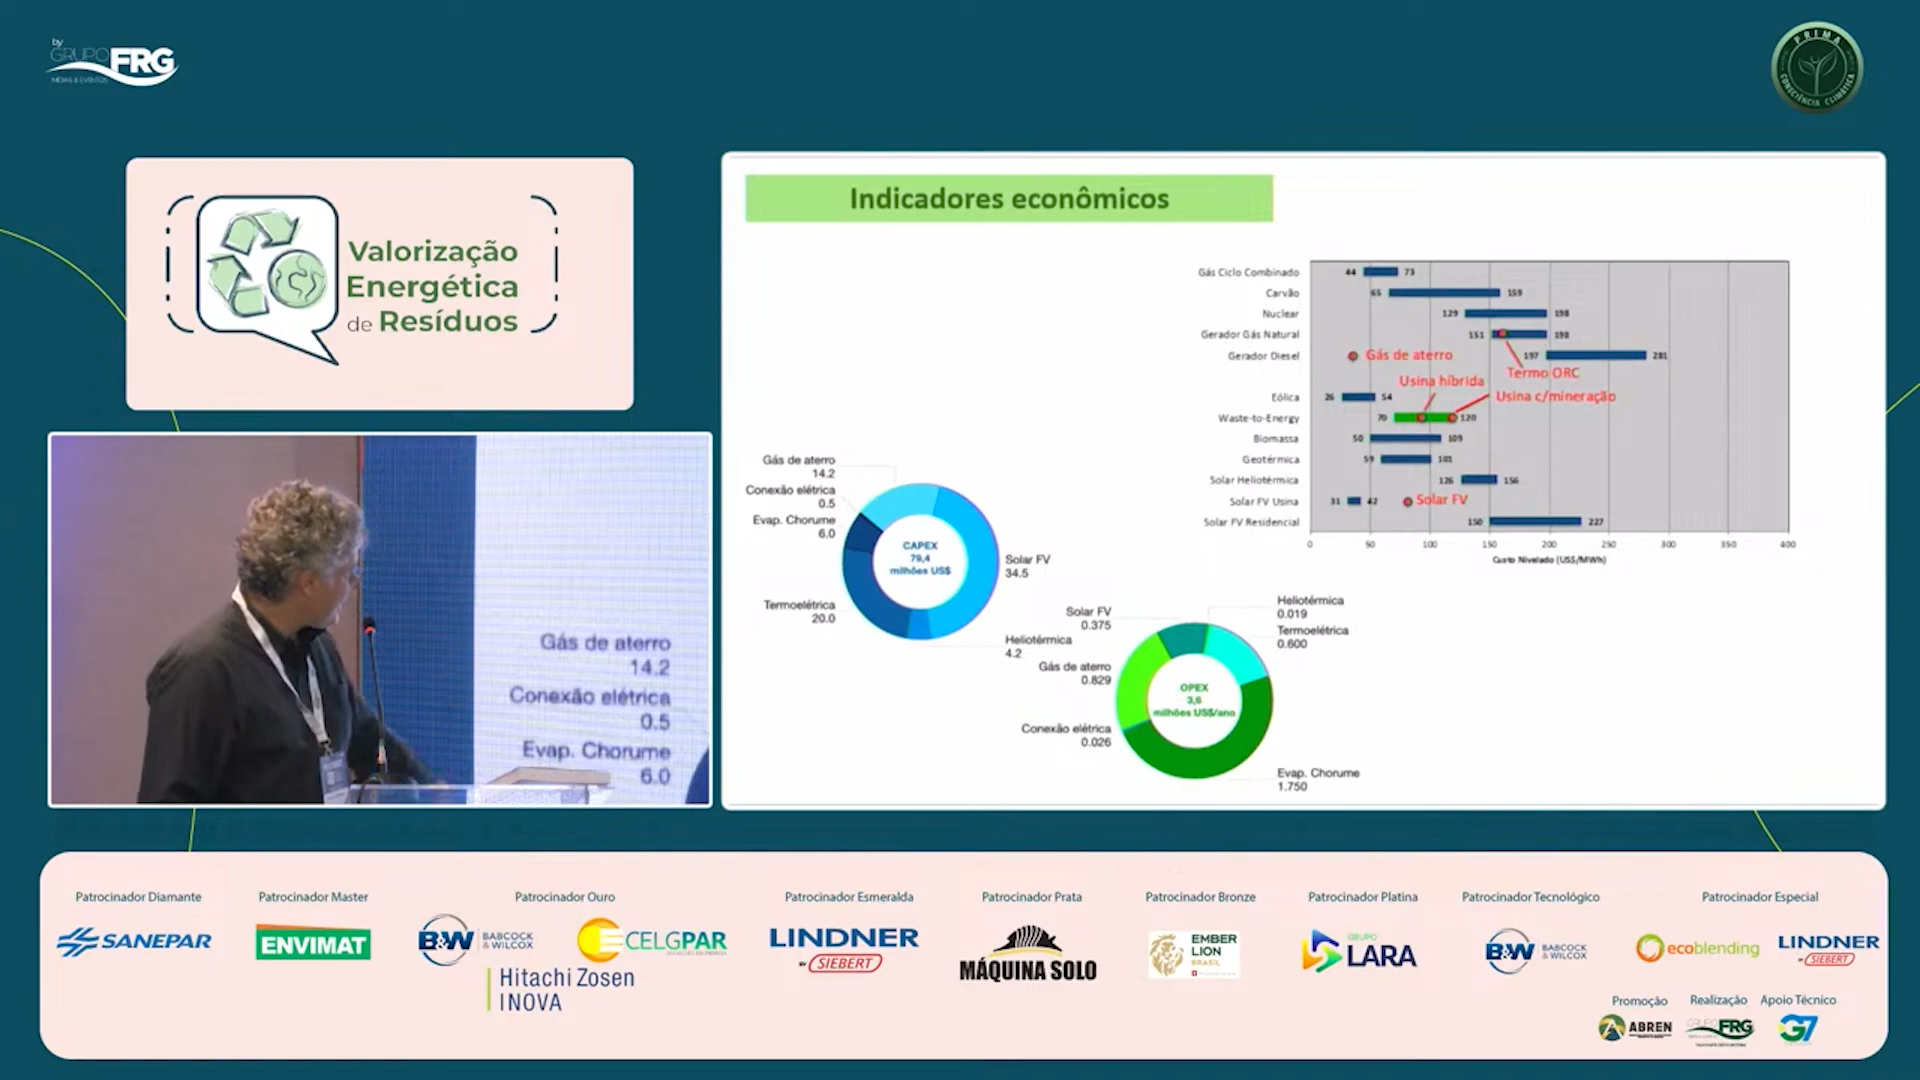 by
GRUPO FRG
MÍDIAS & EVENTOS
PRIMA
CONSCIÊNCIA CLIMÁTICA
Valorização
Energética
de Resíduos
Indicadores econômicos
Gás Ciclo Combinado 44 73
Carvão 65 159
Nuclear 129 198
Gerador Gás Natural 151 198
Gerador Diesel 197 281
Gás de aterro
Termo ORC
Usina híbrida
Usina c/mineração
Eólica 26 54
Waste-to-Energy 70 120
Biomassa 50 109
Geotérmica 59 101
Solar Heliotérmica 126 156
Solar FV Usina 31 42
Solar FV
Solar FV Residencial 150 227
0 50 100 150 200 250 300 350 400
Custo Nivelado (US$/MWh)
Gás de aterro
14.2
Conexão elétrica
0.5
Evap. Chorume
6.0
Termoelétrica
20.0
CAPEX
79,4
milhões US$
Solar FV
34.5
Heliotérmica
4.2
Solar FV
0.375
Gás de aterro
0.829
Conexão elétrica
0.026
OPEX
3,6
milhões US$/ano
Heliotérmica
0.019
Termoelétrica
0.600
Evap. Chorume
1.750
Gás de aterro
14.2
Conexão elétrica
0.5
Evap. Chorume
6.0
Patrocinador Diamante
SANEPAR
Patrocinador Master
ENVIMAT
Patrocinador Ouro
B&W BABCOCK
& WILCOX
CELGPAR
Hitachi Zosen
INOVA
Patrocinador Esmeralda
LINDNER
BY SIEBERT
Patrocinador Prata
MÁQUINA SOLO
Patrocinador Bronze
EMBER
LION
BRASIL
Patrocinador Platina
GRUPO
LARA
Patrocinador Tecnológico
B&W BABCOCK
& WILCOX
Patrocinador Especial
ecoblending
LINDNER
BY SIEBERT
Promoção
ABREN
Realização
GRUPO FRG
Apoio Técnico
G7